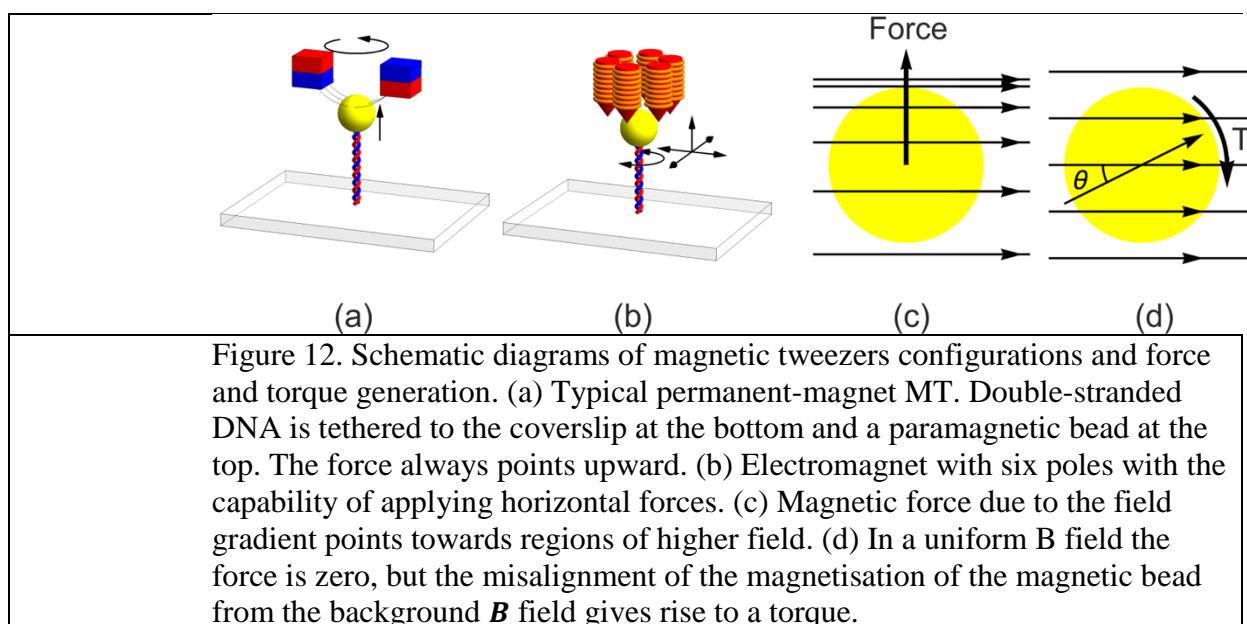 Force
T
θ
(a) (b) (c) (d)
Figure 12. Schematic diagrams of magnetic tweezers configurations and force
and torque generation. (a) Typical permanent-magnet MT. Double-stranded
DNA is tethered to the coverslip at the bottom and a paramagnetic bead at the
top. The force always points upward. (b) Electromagnet with six poles with the
capability of applying horizontal forces. (c) Magnetic force due to the field
gradient points towards regions of higher field. (d) In a uniform B field the
force is zero, but the misalignment of the magnetisation of the magnetic bead
from the background B field gives rise to a torque.